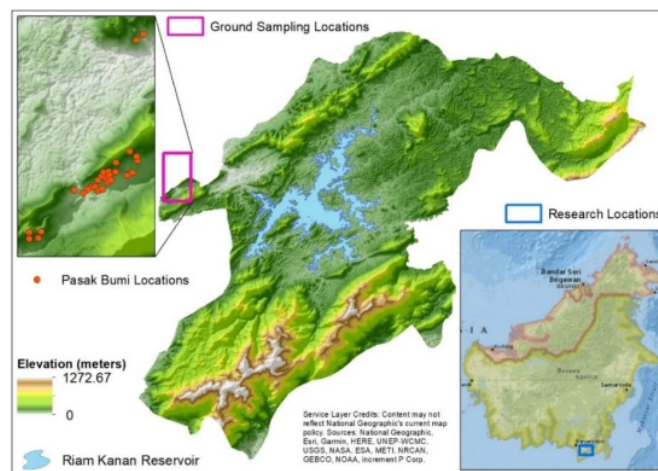 Ground Sampling Locations
Research Locations
Pasak Bumi Locations
Bandar Seri
Begawan
S I A
Kuching
Borneo
Samarinda
Elevation (meters)
1272.67
0
Service Layer Credits: Content may not
reflect National Geographic's current map
policy. Sources: National Geographic,
Esri, Garmin, HERE, UNEP-WCMC,
USGS, NASA, ESA, METI, NRCAN,
GEBCO, NOAA, increment P Corp.
Riam Kanan Reservoir